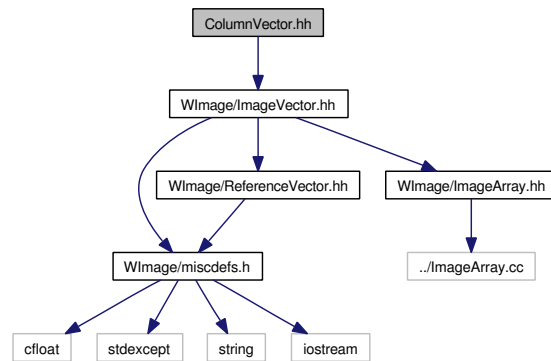 ColumnVector.hh
WImage/ImageVector.hh
WImage/ReferenceVector.hh
WImage/ImageArray.hh
WImage/miscdefs.h
../ImageArray.cc
cfloat
stdexcept
string
iostream